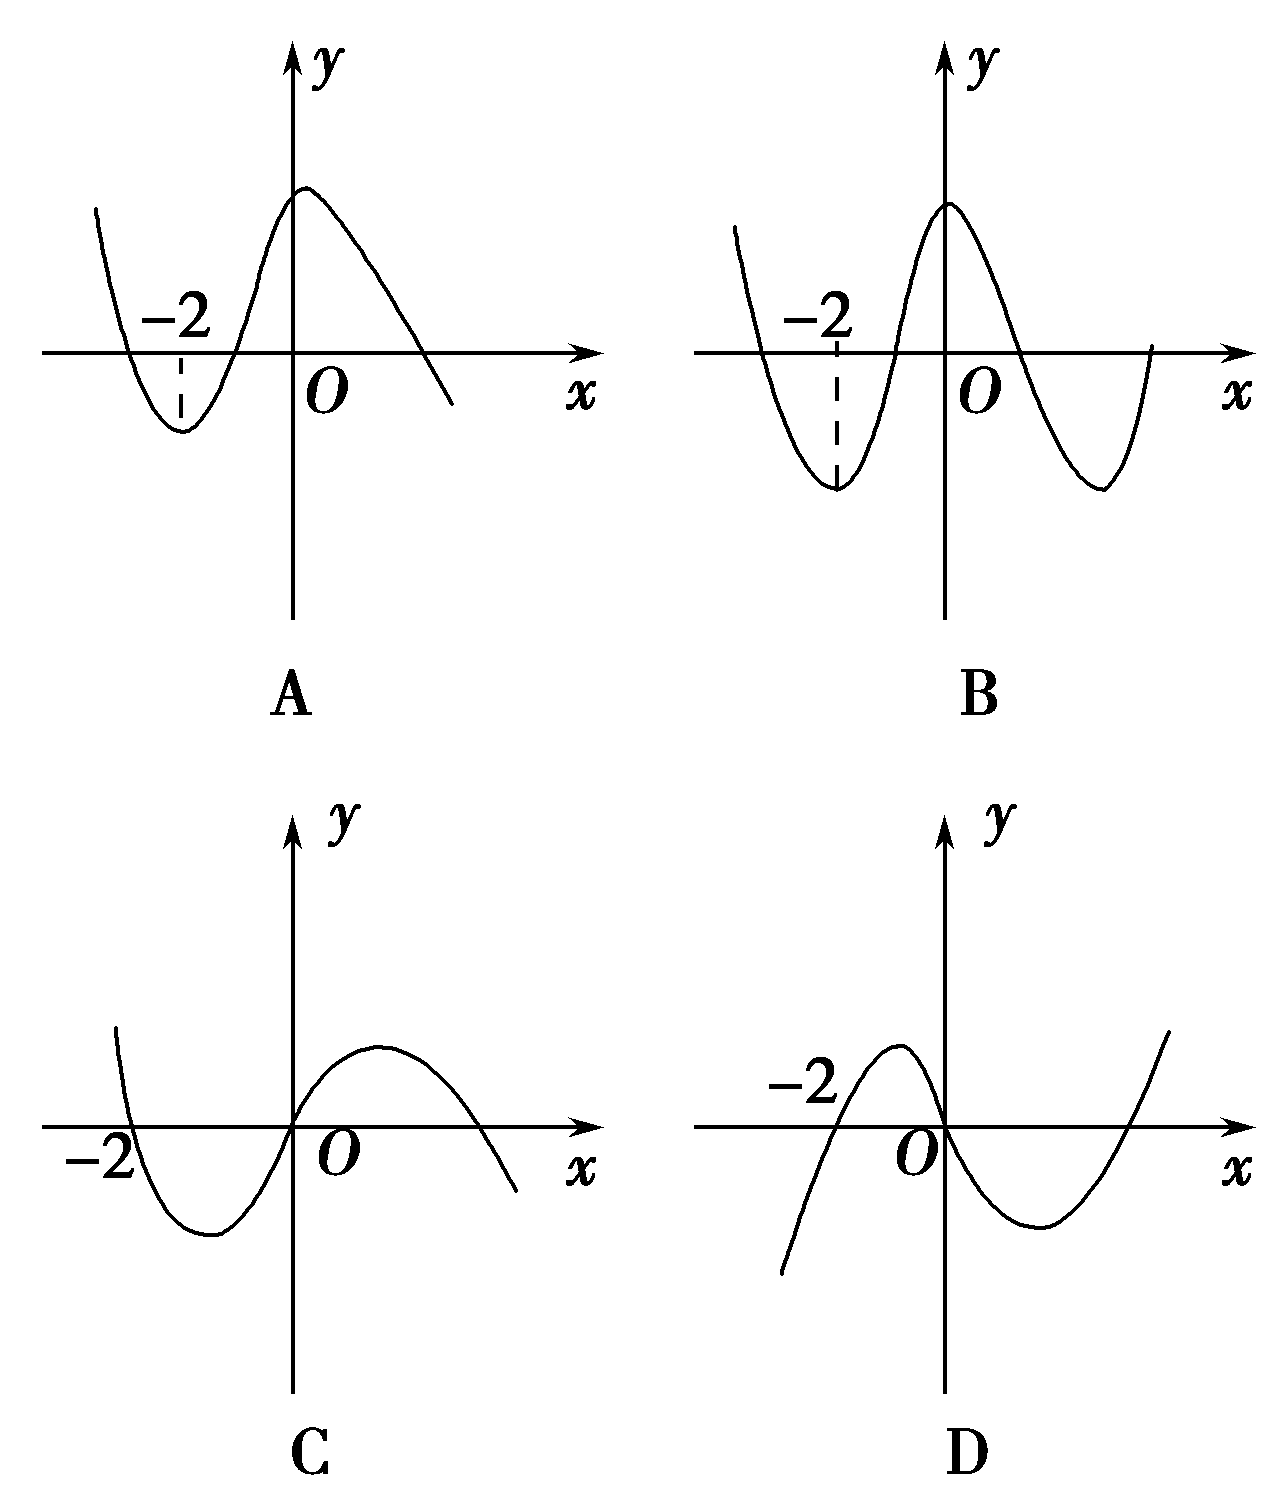 y y
−2 −2
O x O x
A B
y y
−2 O x −2 O x
C D